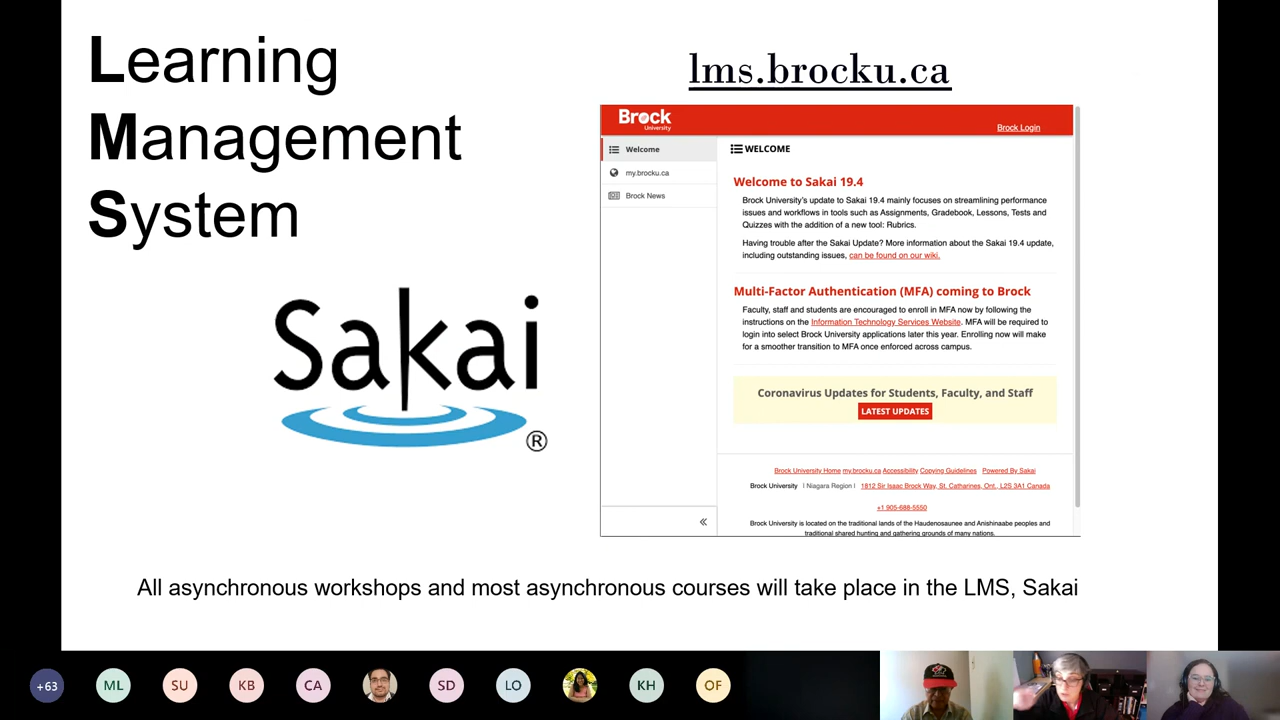 Learning
Management
System
lms.brocku.ca
Brock
University
Brock Login
Welcome
my.brocku.ca
Brock News
WELCOME
Welcome to Sakai 19.4
Brock University's update to Sakai 19.4 mainly focuses on streamlining performance
issues and workflows in tools such as Assignments, Gradebook, Lessons, Tests and
Quizzes with the addition of a new tool: Rubrics.
Having trouble after the Sakai Update? More information about the Sakai 19.4 update,
including outstanding issues, can be found on our wiki.
Multi-Factor Authentication (MFA) coming to Brock
Faculty, staff and students are encouraged to enroll in MFA now by following the
instructions on the Information Technology Services Website. MFA will be required to
login into select Brock University applications later this year. Enrolling now will make
for a smoother transition to MFA once enforced across campus.
Coronavirus Updates for Students, Faculty, and Staff
LATEST UPDATES
Brock University Home my.brocku.ca Accessibility Copying Guidelines Powered By Sakai
Brock University | Niagara Region | 1812 Sir Isaac Brock Way, St. Catharines, Ont., L2S 3A1 Canada
+1 905-688-5550
Brock University is located on the traditional lands of the Haudenosaunee and Anishinaabe peoples and
traditional shared hunting and gathering grounds of many nations.
Sakai
®
All asynchronous workshops and most asynchronous courses will take place in the LMS, Sakai
+63 ML SU KB CA SD LO KH OF